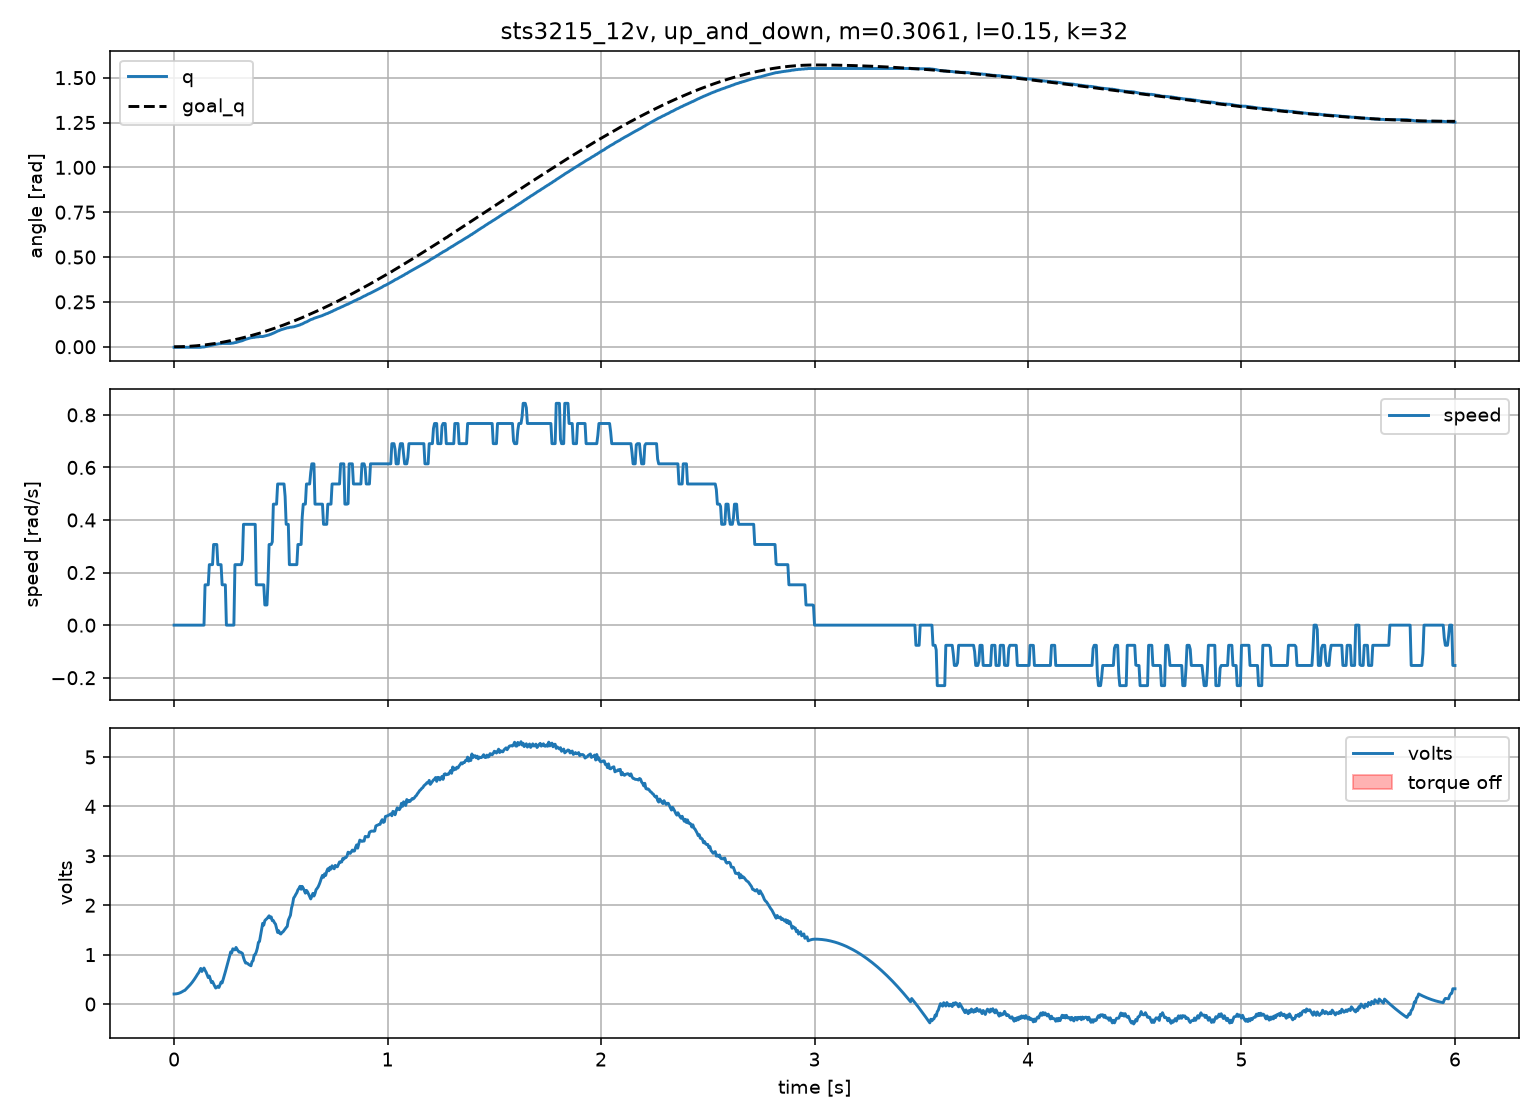 sts3215_12v, up_and_down, m=0.3061, l=0.15, k=32
q
goal_q
angle [rad]
1.50
1.25
1.00
0.75
0.50
0.25
0.00
speed
speed [rad/s]
0.8
0.6
0.4
0.2
0.0
−0.2
volts
torque off
volts
5
4
3
2
1
0
0 1 2 3 4 5 6
time [s]